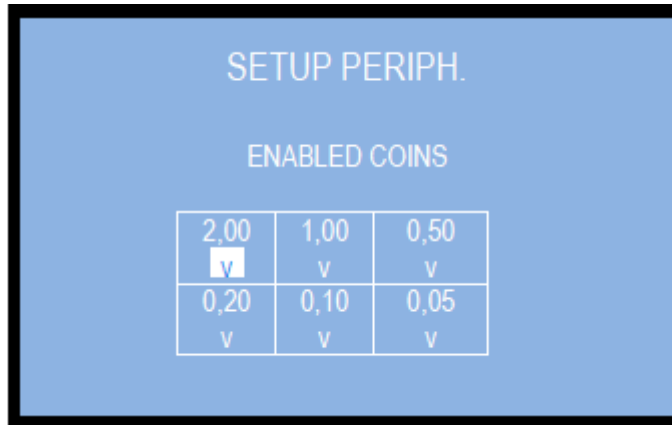 SETUP PERIPH.
ENABLED COINS
2,00 1,00 0,50
v v v
0,20 0,10 0,05
v v v